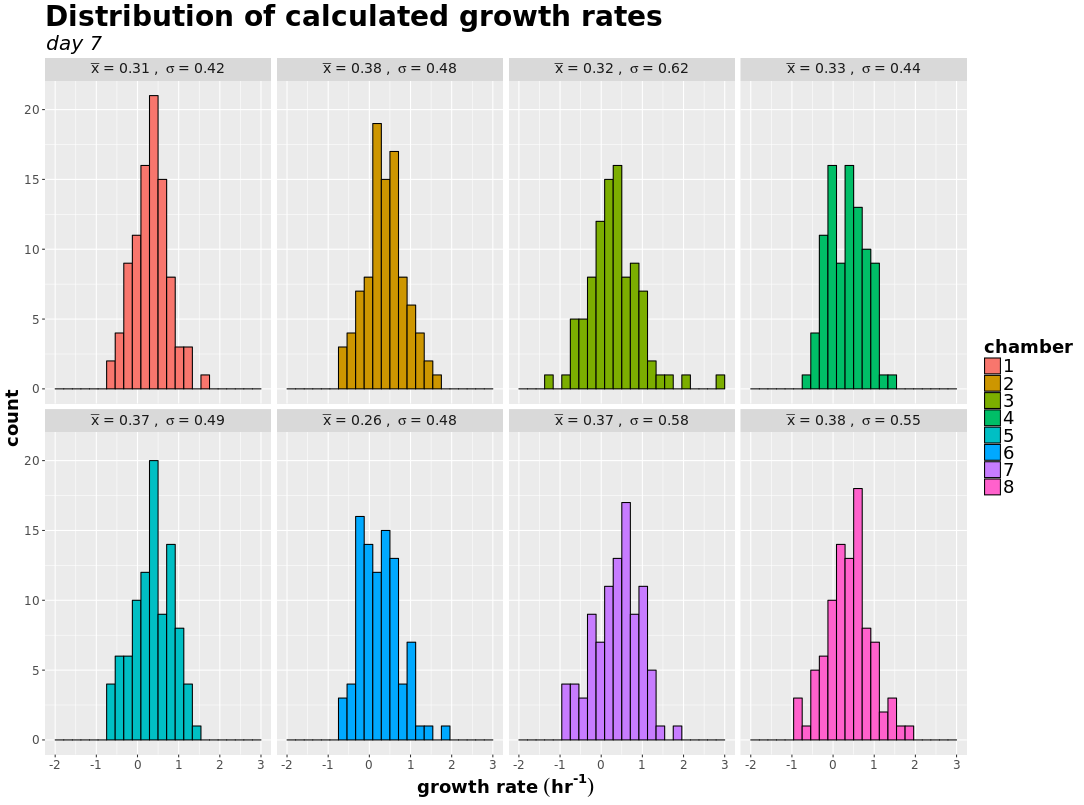 Distribution of calculated growth rates
day 7
x̅ = 0.31 , σ = 0.42
x̅ = 0.38 , σ = 0.48
x̅ = 0.32 , σ = 0.62
x̅ = 0.33 , σ = 0.44
20
15
10
5
0
x̅ = 0.37 , σ = 0.49
x̅ = 0.26 , σ = 0.48
x̅ = 0.37 , σ = 0.58
x̅ = 0.38 , σ = 0.55
20
15
10
5
0
-2 -1 0 1 2 3
-2 -1 0 1 2 3
-2 -1 0 1 2 3
-2 -1 0 1 2 3
count
growth rate (hr⁻¹)
chamber
1
2
3
4
5
6
7
8